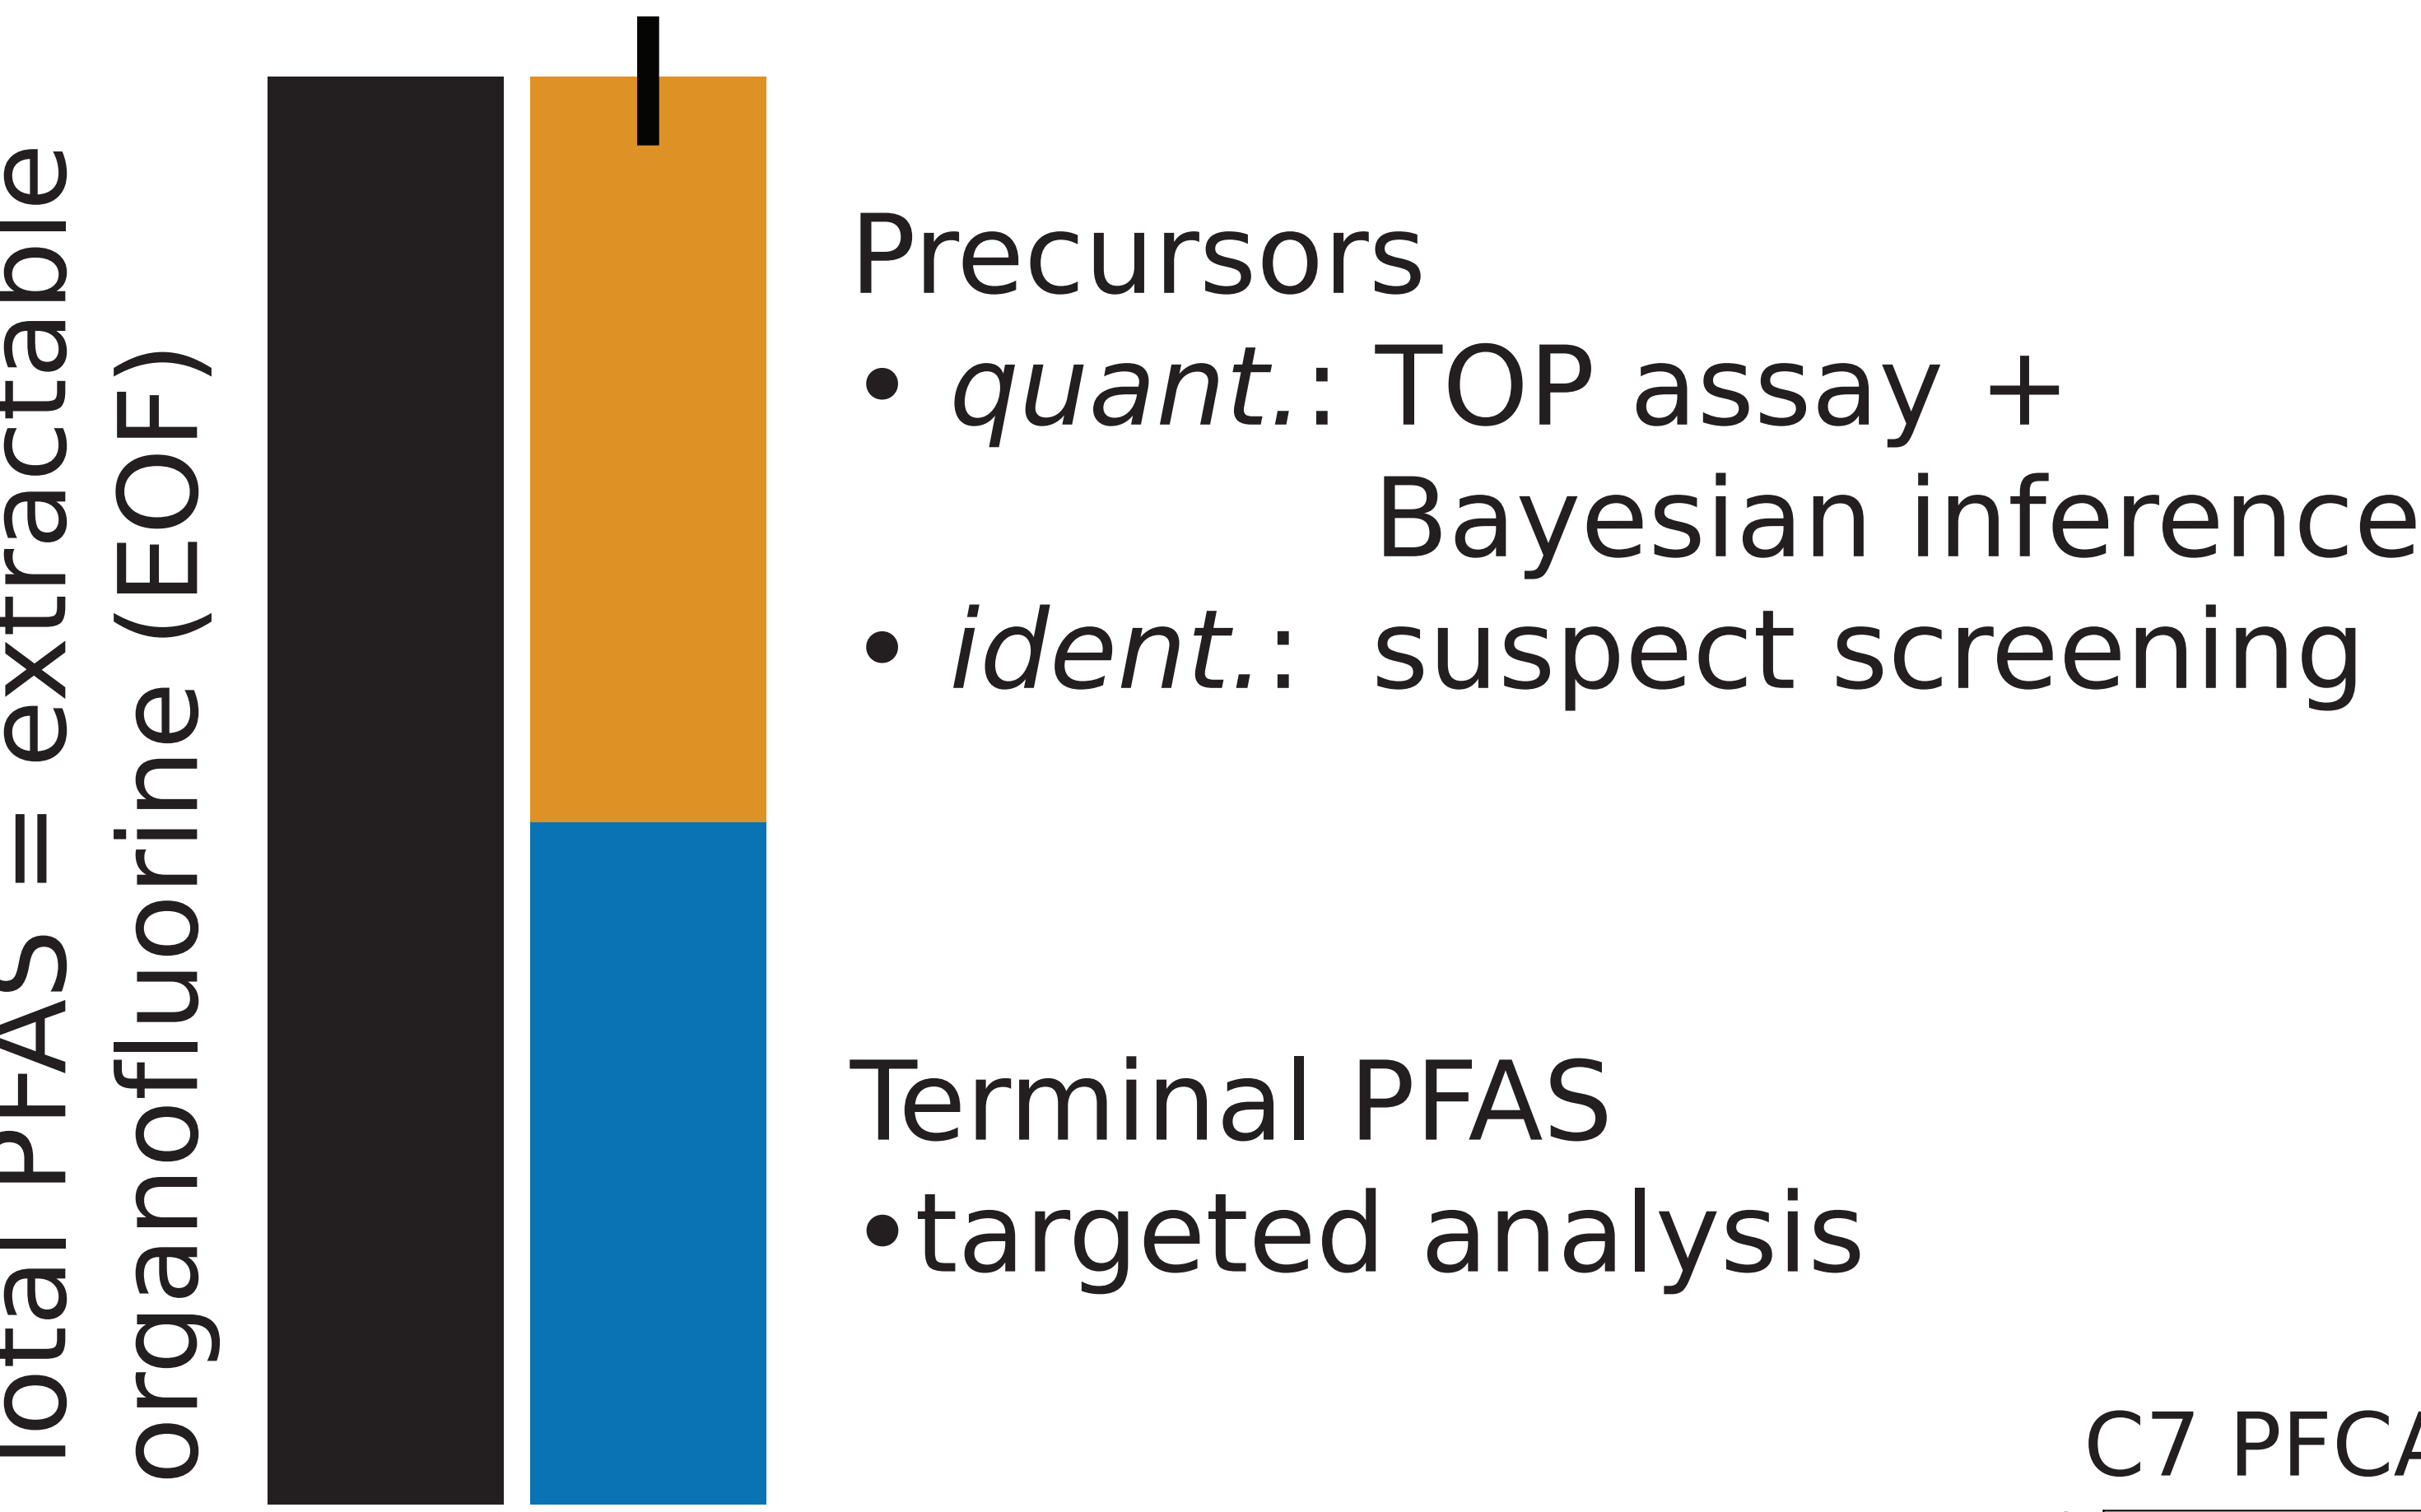 Total PFAS = extractable
organofluorine (EOF)
Precursors
• quant.: TOP assay +
Bayesian inference
• ident.: suspect screening
Terminal PFAS
• targeted analysis
C7 PFCA